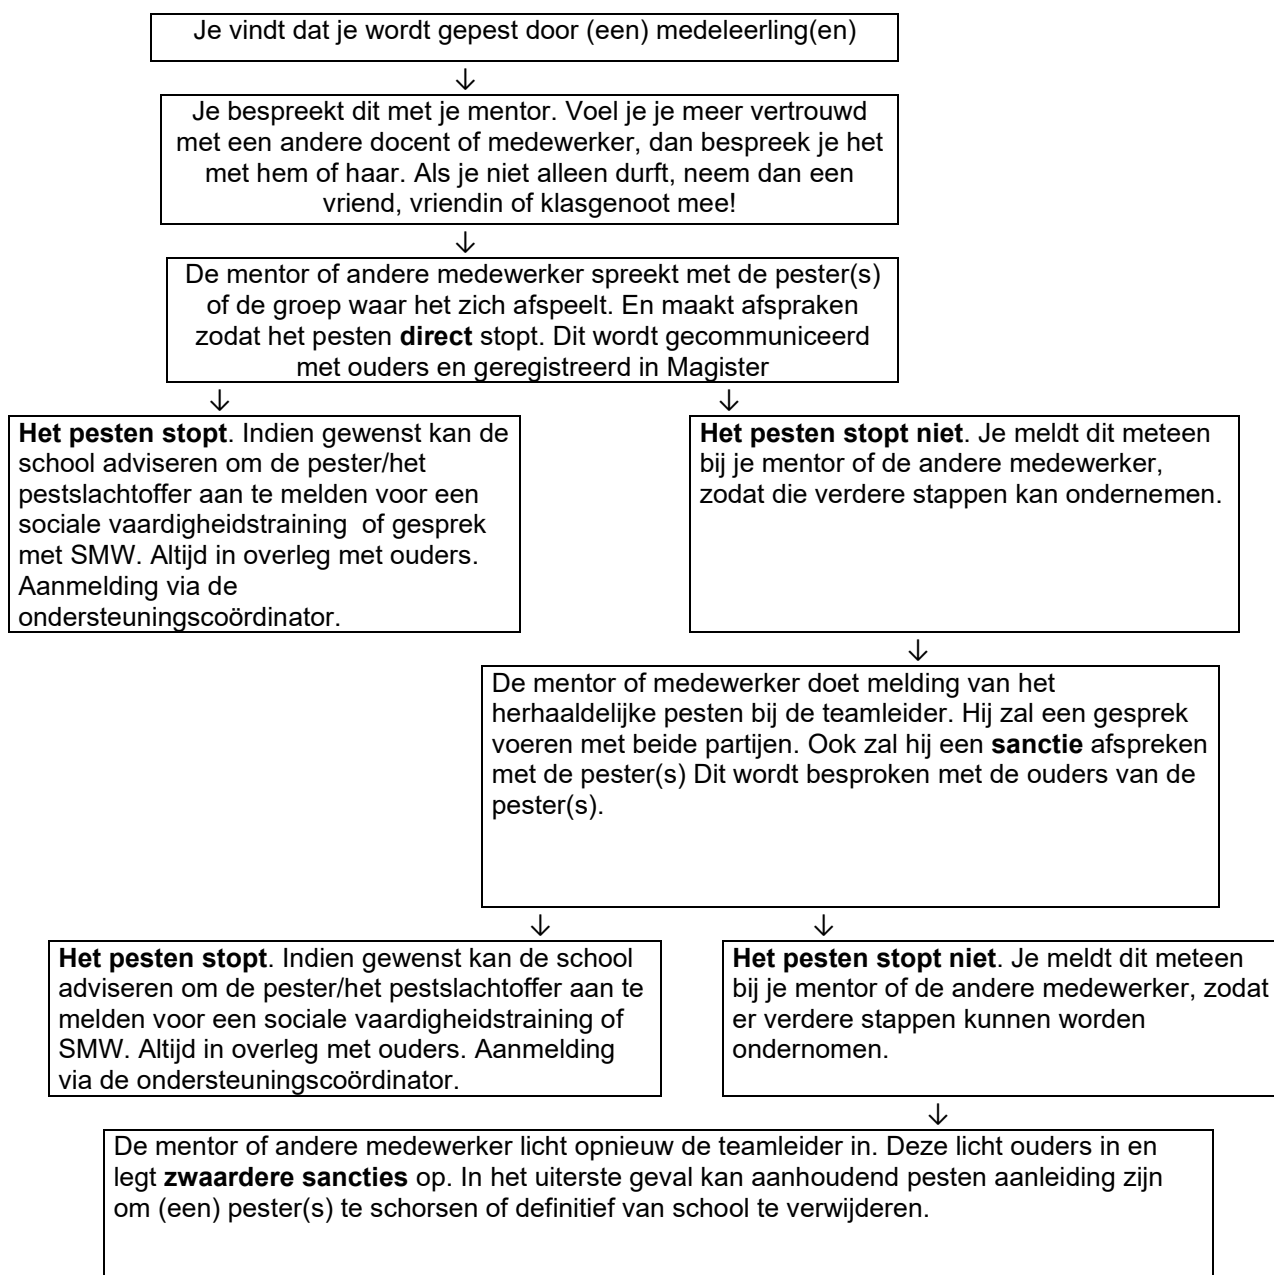 Je vindt dat je wordt gepest door (een) medeleerling(en)
↓
Je bespreekt dit met je mentor. Voel je je meer vertrouwd
met een andere docent of medewerker, dan bespreek je het
met hem of haar. Als je niet alleen durft, neem dan een
vriend, vriendin of klasgenoot mee!
↓
De mentor of andere medewerker spreekt met de pester(s)
of de groep waar het zich afspeelt. En maakt afspraken
zodat het pesten direct stopt. Dit wordt gecommuniceerd
met ouders en geregistreerd in Magister
↓ ↓
Het pesten stopt. Indien gewenst kan de
school adviseren om de pester/het
pestslachtoffer aan te melden voor een
sociale vaardigheidstraining of gesprek
met SMW. Altijd in overleg met ouders.
Aanmelding via de
ondersteuningscoördinator.
Het pesten stopt niet. Je meldt dit meteen
bij je mentor of de andere medewerker,
zodat die verdere stappen kan ondernemen.
↓
De mentor of medewerker doet melding van het
herhaaldelijke pesten bij de teamleider. Hij zal een gesprek
voeren met beide partijen. Ook zal hij een sanctie afspreken
met de pester(s) Dit wordt besproken met de ouders van de
pester(s).
↓ ↓
Het pesten stopt. Indien gewenst kan de school
adviseren om de pester/het pestslachtoffer aan te
melden voor een sociale vaardigheidstraining of
SMW. Altijd in overleg met ouders. Aanmelding
via de ondersteuningscoördinator.
Het pesten stopt niet. Je meldt dit meteen
bij je mentor of de andere medewerker, zodat
er verdere stappen kunnen worden
ondernomen.
↓
De mentor of andere medewerker licht opnieuw de teamleider in. Deze licht ouders in en
legt zwaardere sancties op. In het uiterste geval kan aanhoudend pesten aanleiding zijn
om (een) pester(s) te schorsen of definitief van school te verwijderen.